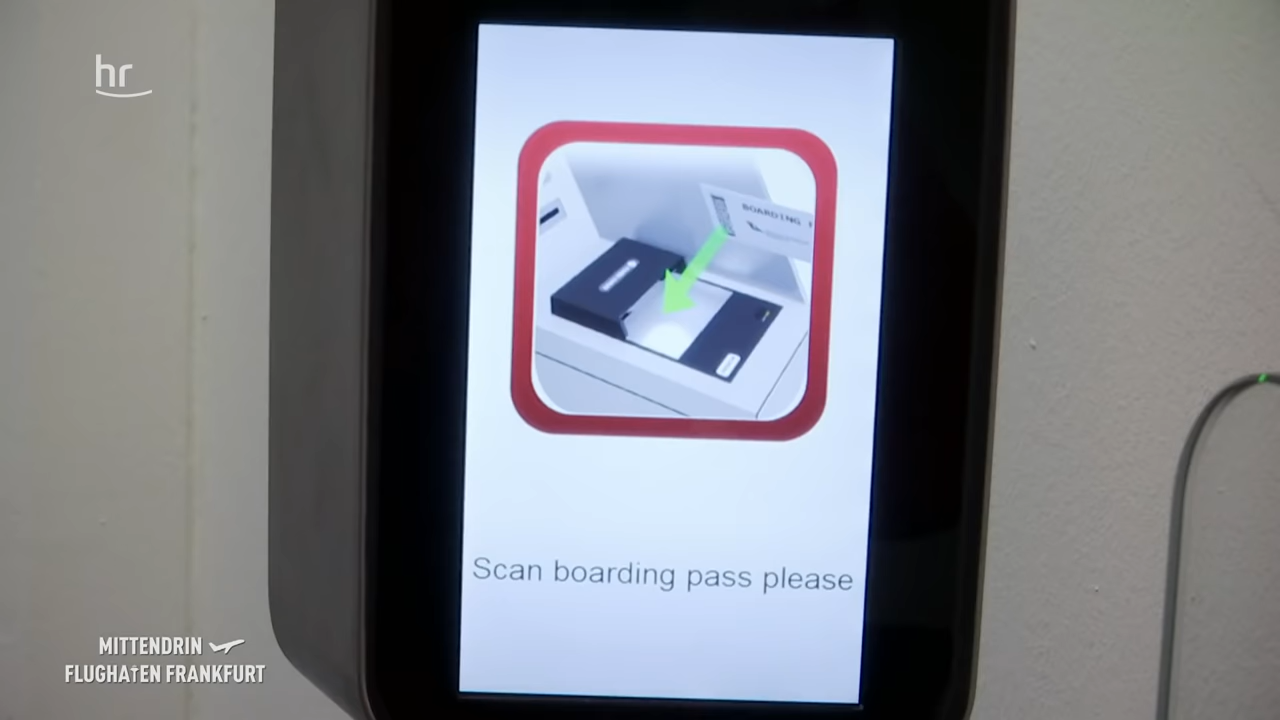 hr
BOARDING
Scan boarding pass please
MITTENDRIN
FLUGHAFEN FRANKFURT